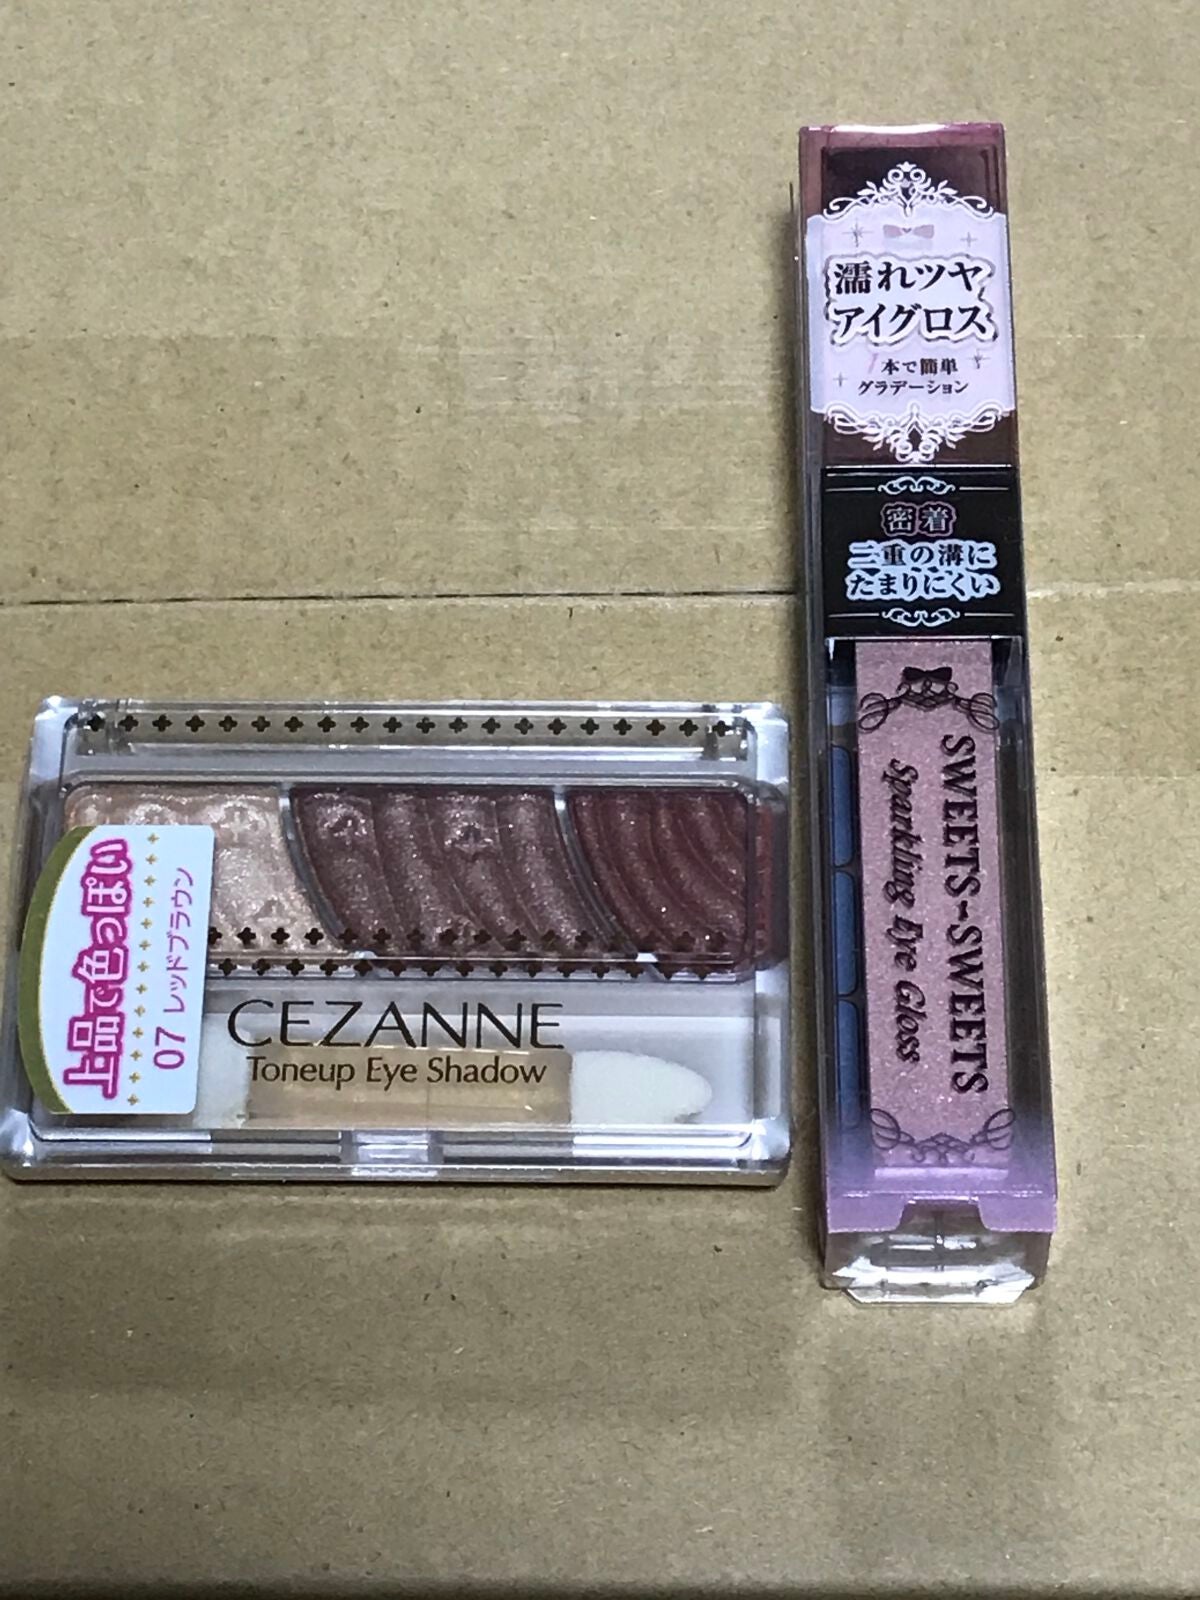 濡れツヤ
アイグロス
1本で簡単
グラデーション
密着
二重の溝に
たまりにくい
SWEETS-SWEETS
Sparkling Eye Gloss
上品で色っぽい
07 レッドブラウン
CEZANNE
Toneup Eye Shadow